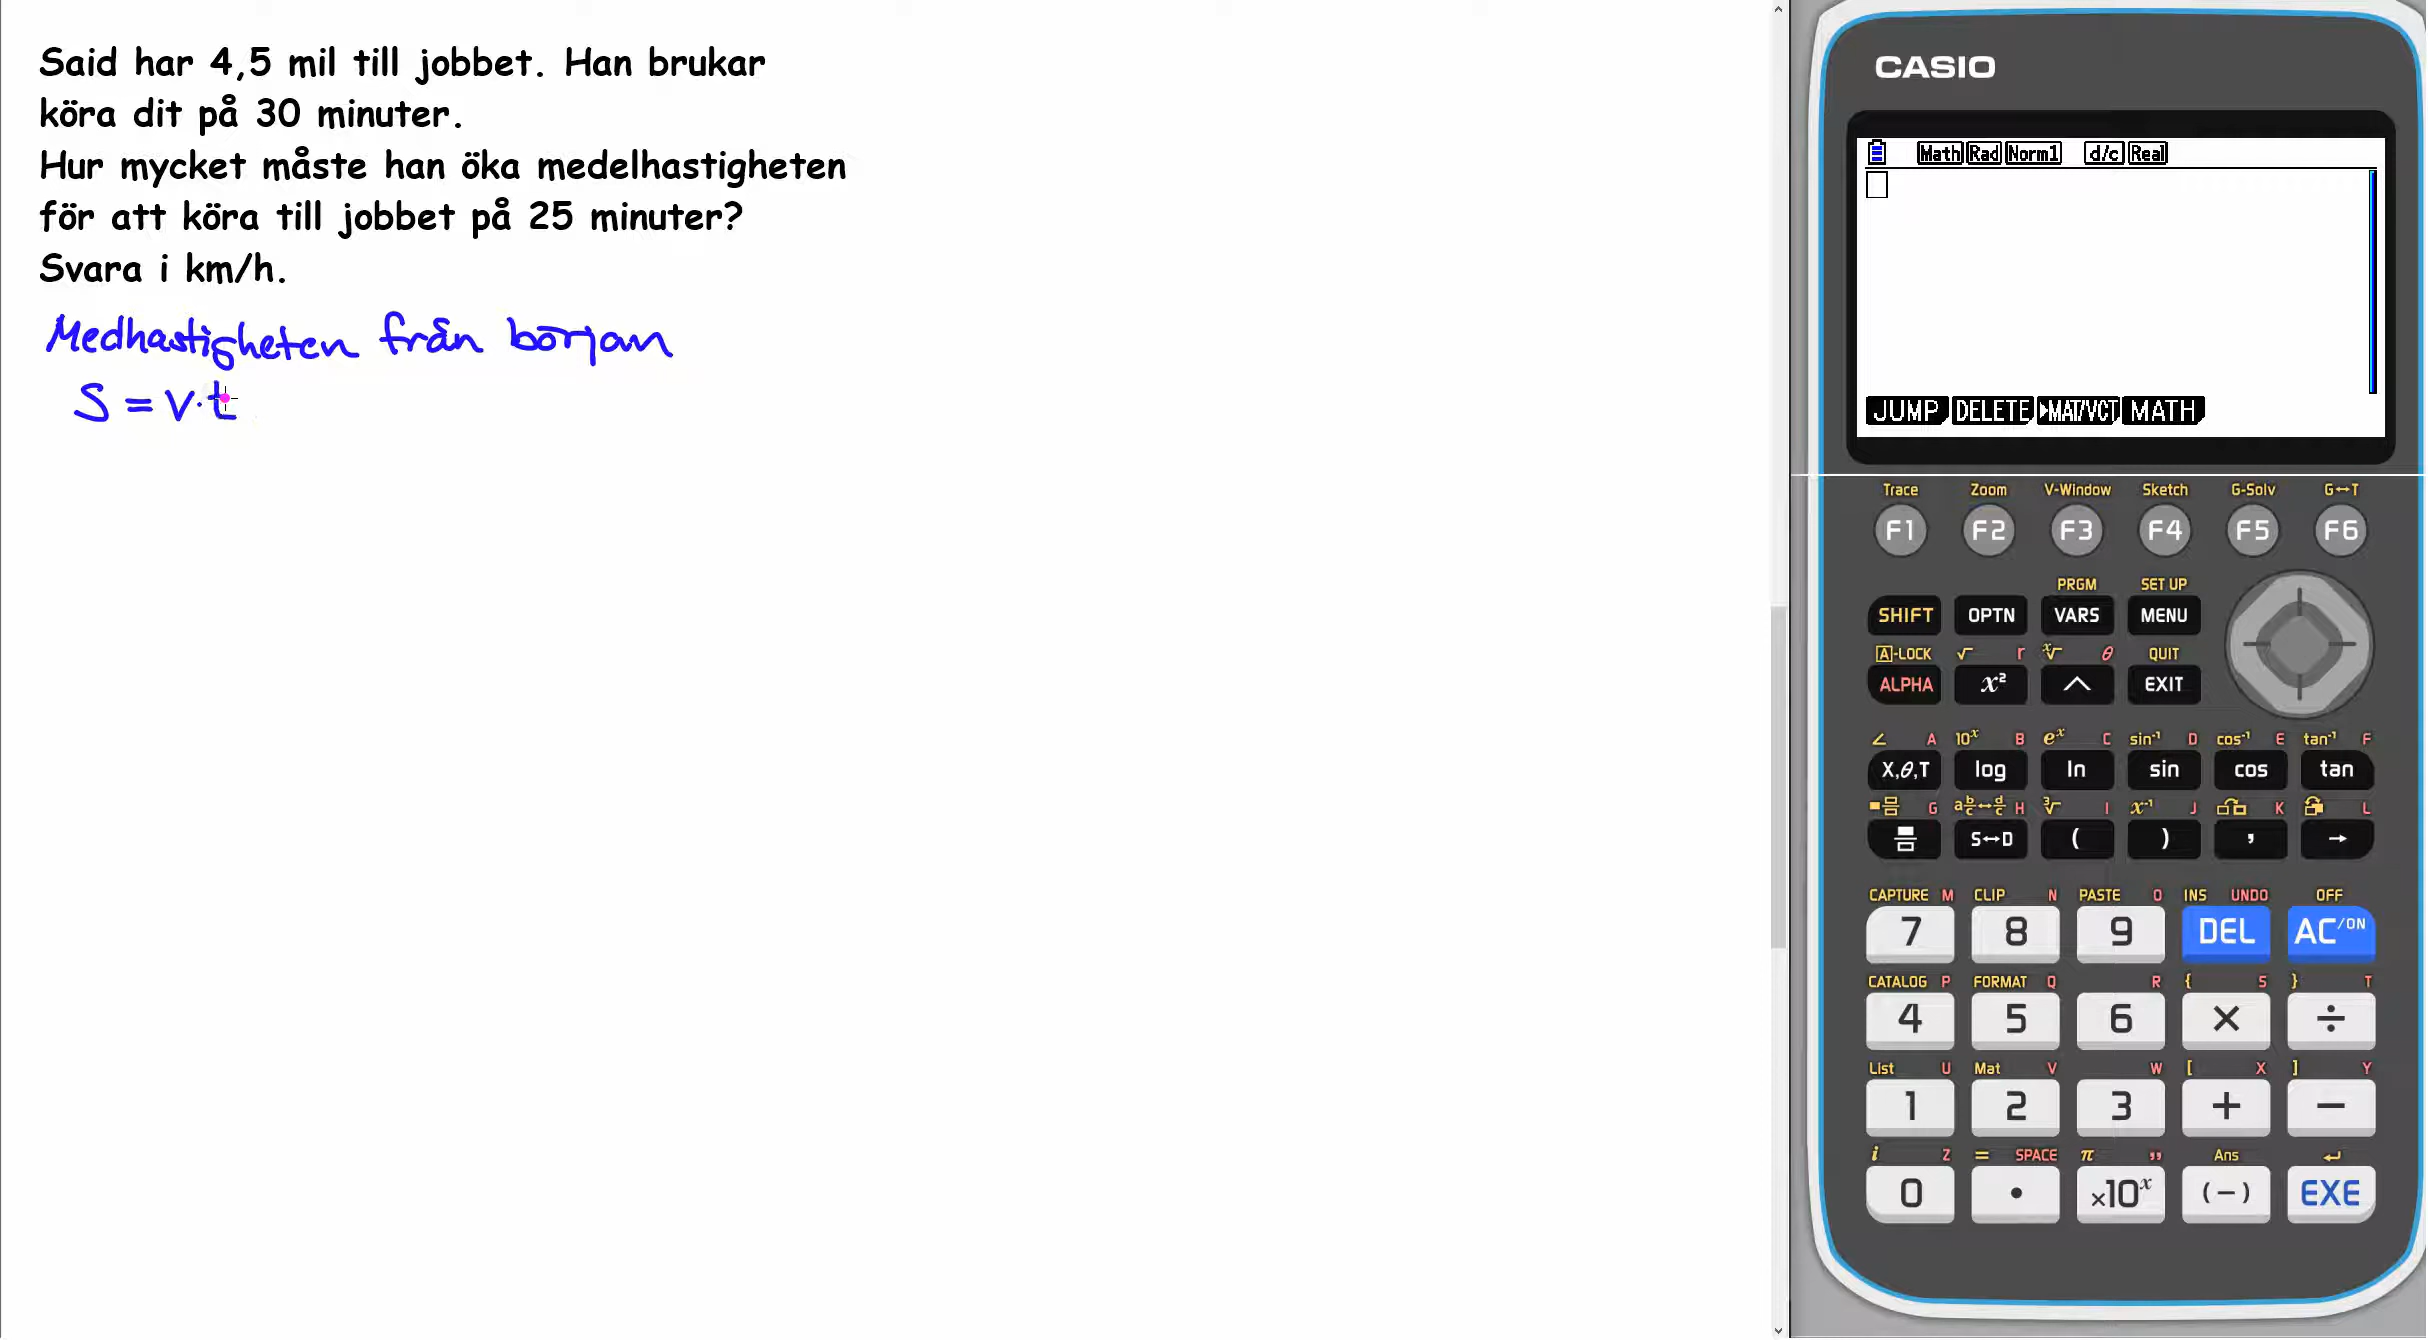 Said har 4,5 mil till jobbet. Han brukar
köra dit på 30 minuter.
Hur mycket måste han öka medelhastigheten
för att köra till jobbet på 25 minuter?
Svara i km/h.
Medhastigheten från början
S = v·t
CASIO
Math Rad Norm1 d/c Real
JUMP DELETE ▶MAT/VCT MATH
Trace Zoom V-Window Sketch G-Solv G↔T
F1 F2 F3 F4 F5 F6
PRGM SET UP
SHIFT OPTN VARS MENU
A-LOCK √ r ˣ√ θ QUIT
ALPHA x² ^ EXIT
∠ A 10ˣ B eˣ C sin⁻¹ D cos⁻¹ E tan⁻¹ F
X,θ,T log ln sin cos tan
G a b/c↔d/c H ³√ I x⁻¹ J K L
S↔D ( ) , →
CAPTURE M CLIP N PASTE O INS UNDO OFF
7 8 9 DEL AC/ON
CATALOG P FORMAT Q R { S } T
4 5 6 × ÷
List U Mat V W [ X ] Y
1 2 3 + −
i Z = SPACE π " Ans ↵
0 • ×10ˣ (−) EXE